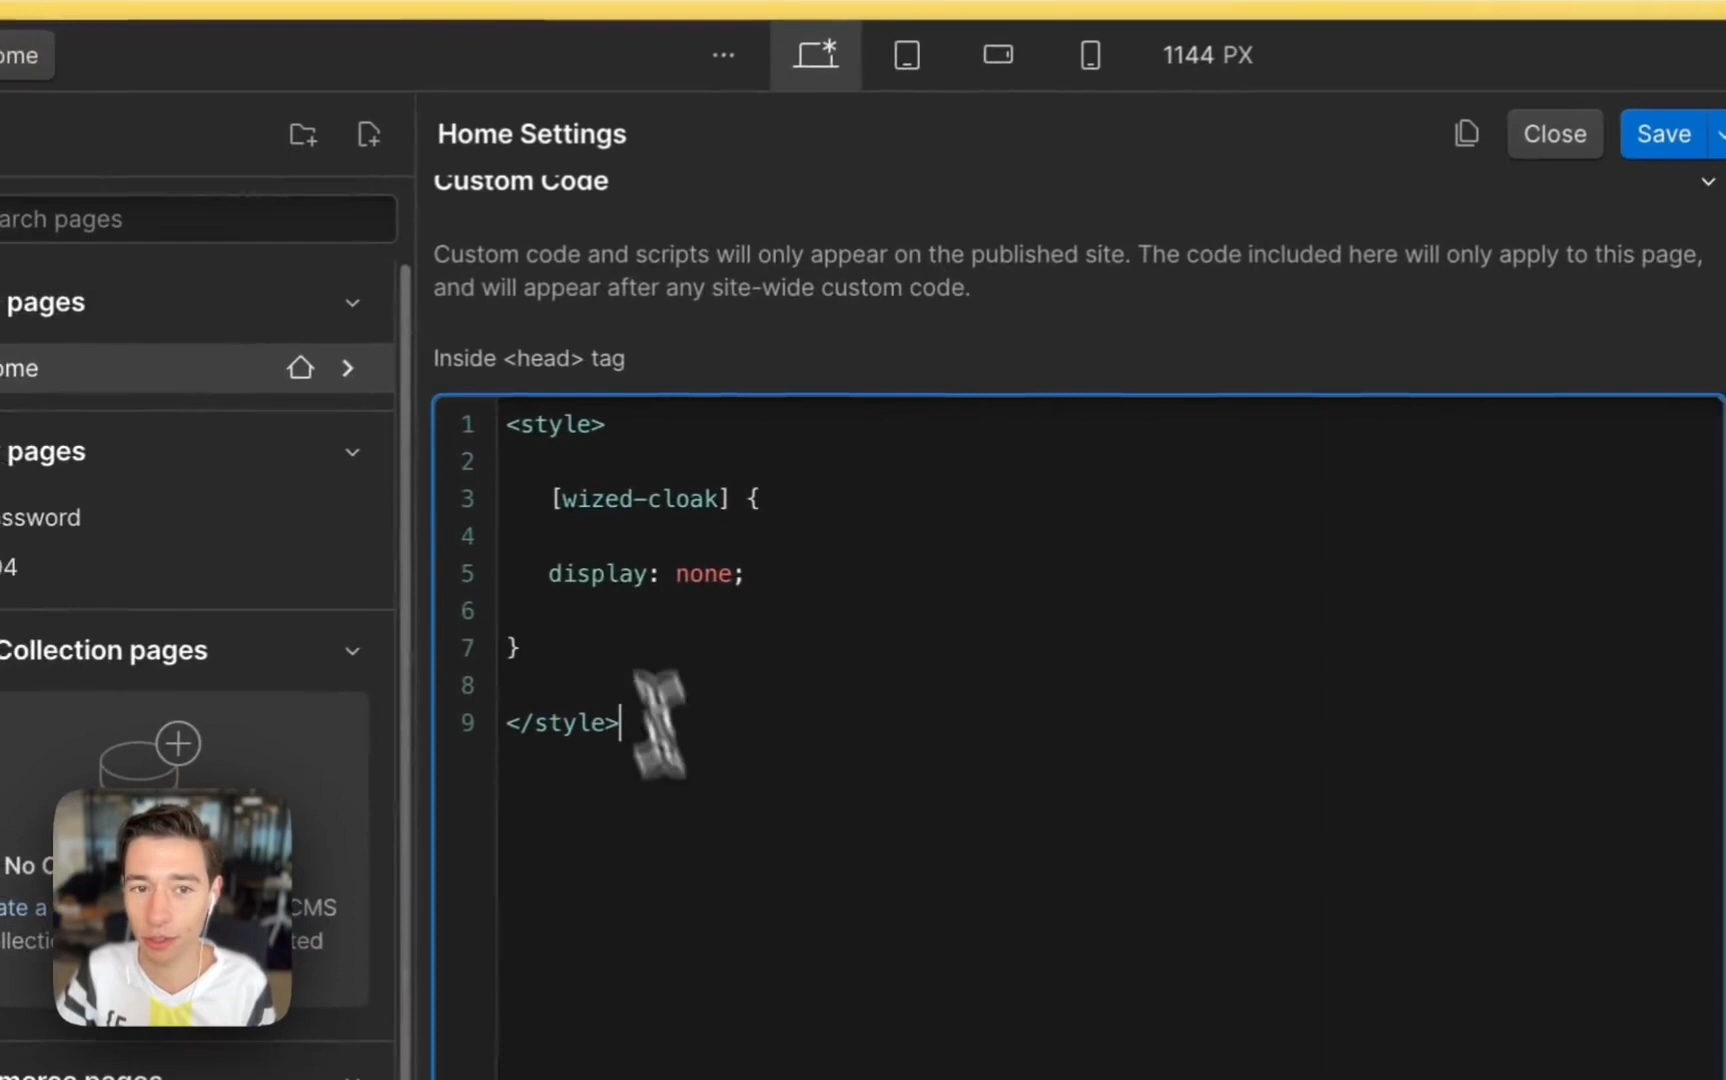 ome
...
1144 PX
Home Settings
Close
Save
Custom Code
arch pages
Custom code and scripts will only appear on the published site. The code included here will only apply to this page,
and will appear after any site-wide custom code.
pages
Inside <head> tag
ome
1 <style>
2
pages
3 [wized-cloak] {
4
ssword
04
5 display: none;
6
7 }
Collection pages
8
9 </style>
No C
ate a
CMS
llecti
ted